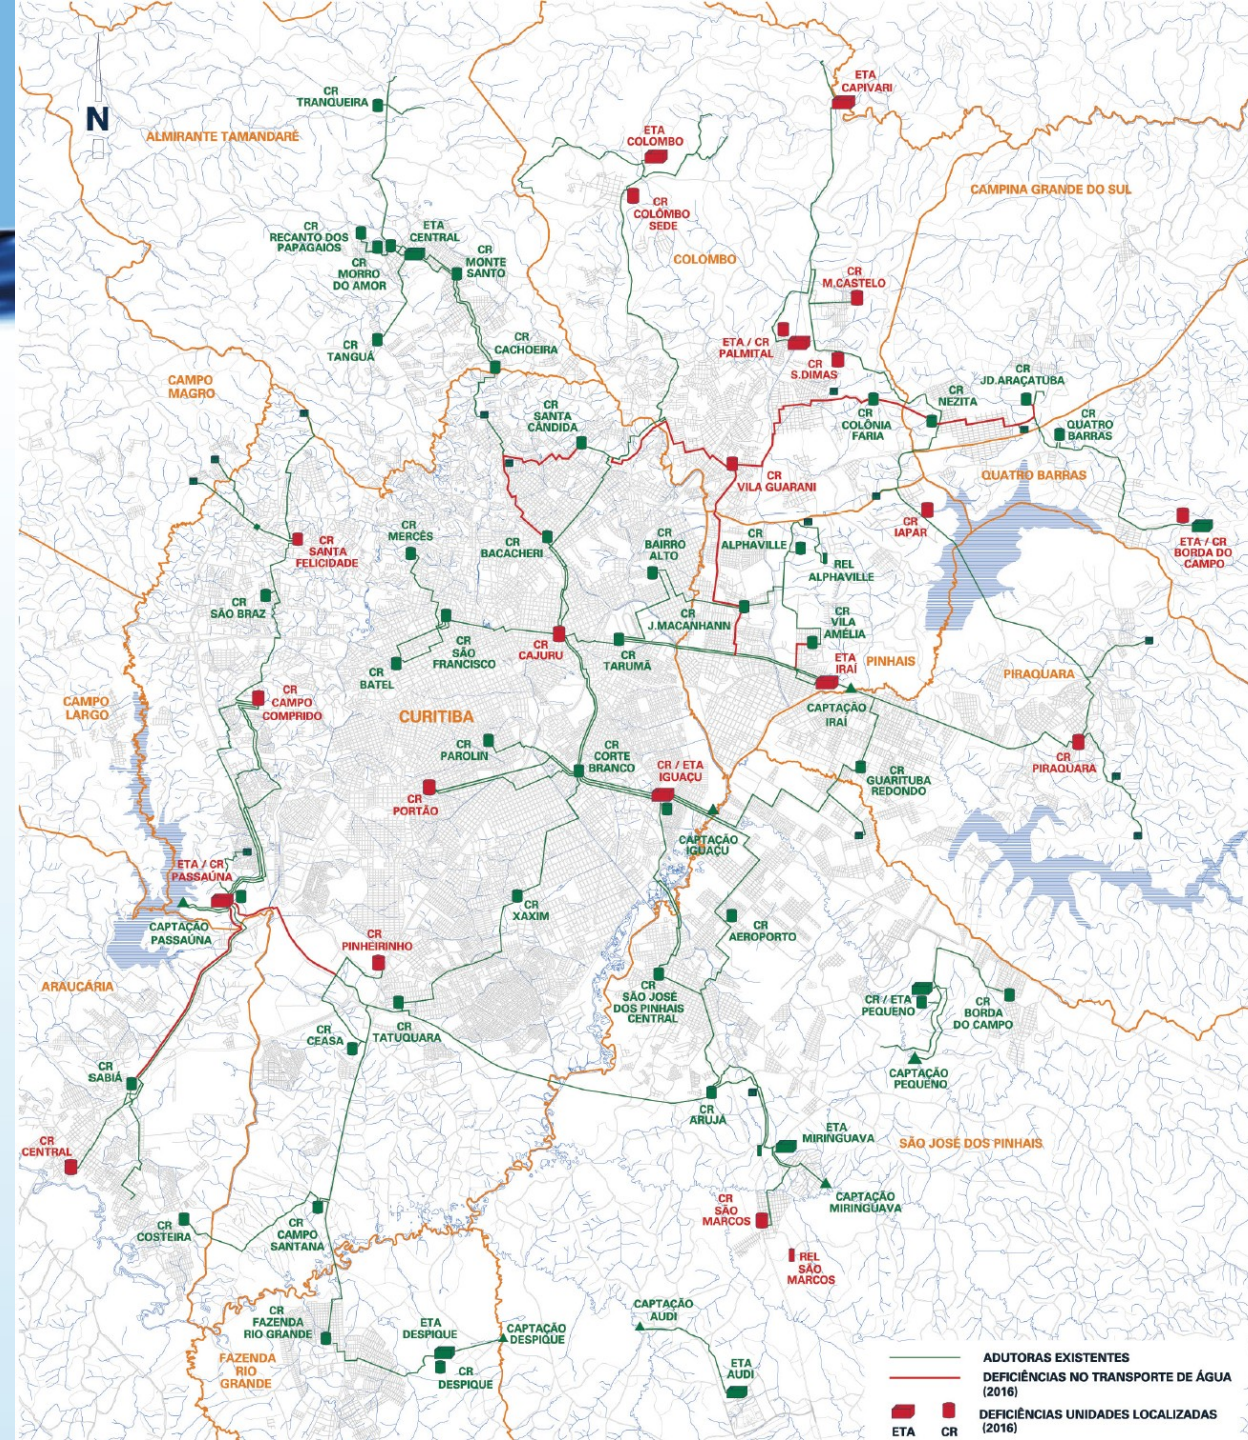 ETA
CAPIVARI
CR
TRANQUEIRA
N
ALMIRANTE TAMANDARÉ
ETA
COLOMBO
CAMPINA GRANDE DO SUL
CR
COLÔMBO
SEDE
CR
RECANTO DOS
PAPAGAIOS
ETA
CENTRAL
CR
MONTE
SANTO
CR
MORRO
DO AMOR
COLOMBO
CR
M.CASTELO
CR
TANGUÁ
CR
CACHOEIRA
ETA / CR
PALMITAL
CR
S.DIMAS
CAMPO
MAGRO
CR
JD.ARAÇATUBA
CR
NEZITA
CR
SANTA
CÂNDIDA
CR
COLÔNIA
FARIA
CR
QUATRO
BARRAS
CR
VILA GUARANI
QUATRO BARRAS
CR
IAPAR
CR
MERCÊS
CR
BACACHERI
CR
BAIRRO
ALTO
CR
ALPHAVILLE
CR
SANTA
FELICIDADE
ETA / CR
BORDA DO
CAMPO
REL
ALPHAVILLE
CR
SÃO BRAZ
CR
J.MACANHANN
CR
VILA
AMÉLIA
CR
SÃO
FRANCISCO
CR
CAJURU
CR
TARUMÃ
ETA
IRAÍ
PINHAIS
CR
BATEL
PIRAQUARA
CAMPO
LARGO
CR
CAMPO
COMPRIDO
CAPTAÇÃO
IRAÍ
CURITIBA
CR
PAROLIN
CR
CORTE
BRANCO
CR / ETA
IGUAÇU
CR
PIRAQUARA
CR
GUARITUBA
REDONDO
CR
PORTÃO
CAPTAÇÃO
IGUAÇU
ETA / CR
PASSAÚNA
CR
XAXIM
CAPTAÇÃO
PASSAÚNA
CR
AEROPORTO
CR
PINHEIRINHO
ARAUCÁRIA
CR
SÃO JOSÉ
DOS PINHAIS
CENTRAL
CR / ETA
PEQUENO
CR
BORDA
DO CAMPO
CR
CEASA
CR
TATUQUARA
CR
SABIÁ
CAPTAÇÃO
PEQUENO
CR
ARUJÁ
ETA
MIRINGUAVA
SÃO JOSÉ DOS PINHAIS
CR
CENTRAL
CAPTAÇÃO
MIRINGUAVA
CR
SÃO
MARCOS
CR
COSTEIRA
CR
CAMPO
SANTANA
REL
SÃO
MARCOS
CR
FAZENDA
RIO GRANDE
ETA
DESPIQUE
CAPTAÇÃO
DESPIQUE
CAPTAÇÃO
AUDI
FAZENDA
RIO
GRANDE
CR
DESPIQUE
ETA
AUDI
ADUTORAS EXISTENTES
DEFICIÊNCIAS NO TRANSPORTE DE ÁGUA
(2016)
DEFICIÊNCIAS UNIDADES LOCALIZADAS
(2016)
ETA CR